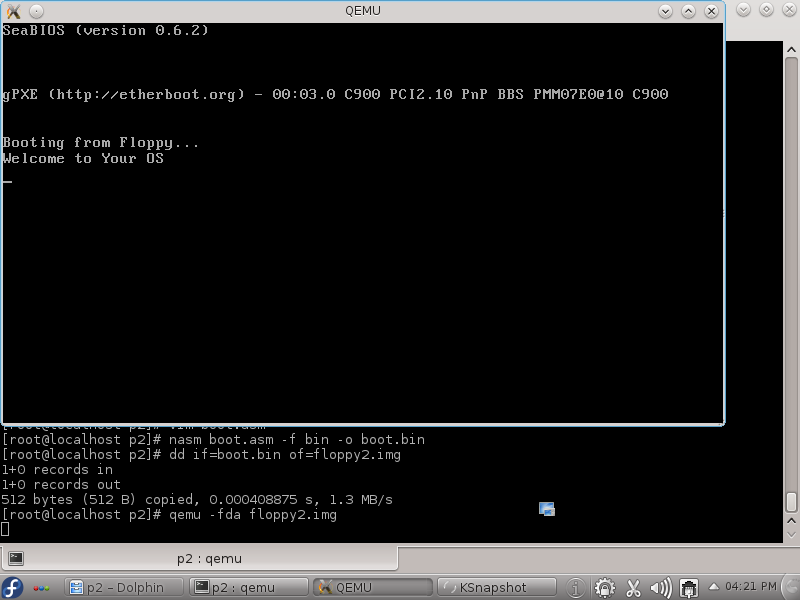 QEMU
SeaBIOS (version 0.6.2)
gPXE (http://etherboot.org) - 00:03.0 C900 PCI2.10 PnP BBS PMM07E0@10 C900
Booting from Floppy...
Welcome to Your OS
[root@localhost p2]# vim boot.asm
[root@localhost p2]# nasm boot.asm -f bin -o boot.bin
[root@localhost p2]# dd if=boot.bin of=floppy2.img
1+0 records in
1+0 records out
512 bytes (512 B) copied, 0.000408875 s, 1.3 MB/s
[root@localhost p2]# qemu -fda floppy2.img
p2 : qemu
p2 – Dolphin
p2 : qemu
QEMU
KSnapshot
04:21 PM